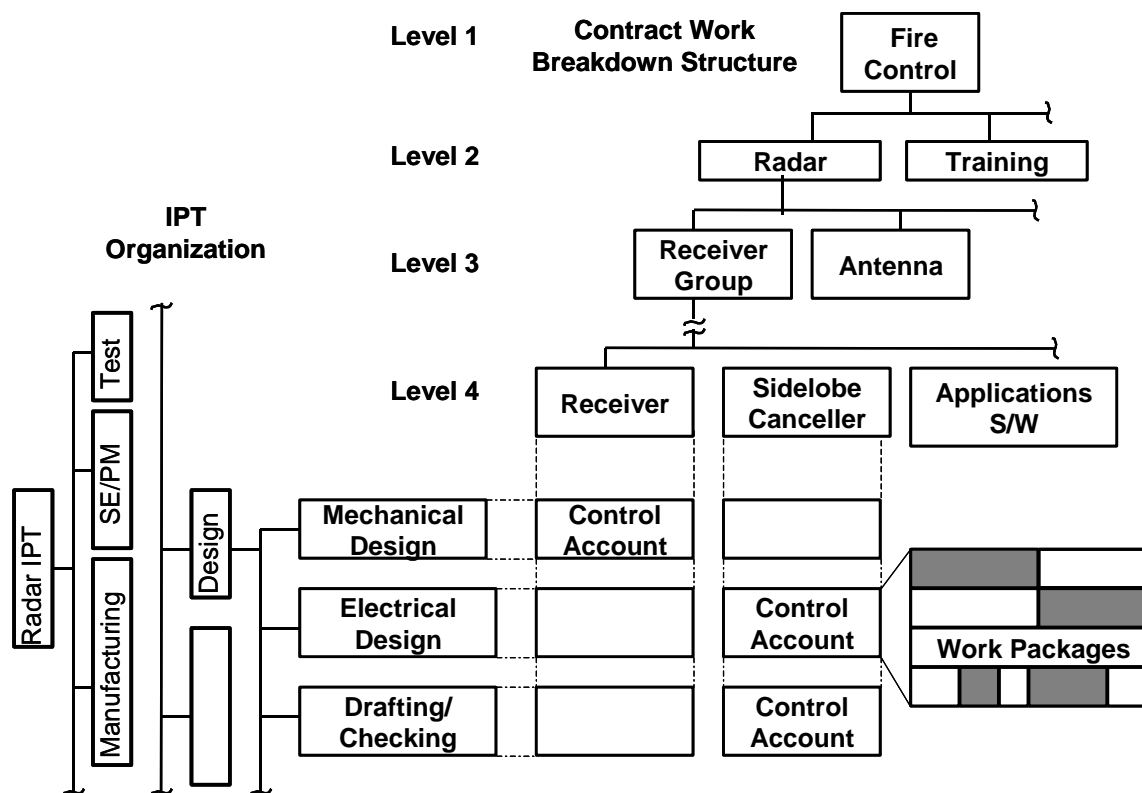 Level 1
Contract Work
Breakdown Structure
Fire
Control
Level 2
Radar
Training
IPT
Organization
Level 3
Receiver
Group
Antenna
Level 4
Receiver
Sidelobe
Canceller
Applications
S/W
Test
SE/PM
Radar IPT
Manufacturing
Design
Mechanical
Design
Control
Account
Electrical
Design
Control
Account
Work Packages
Drafting/
Checking
Control
Account